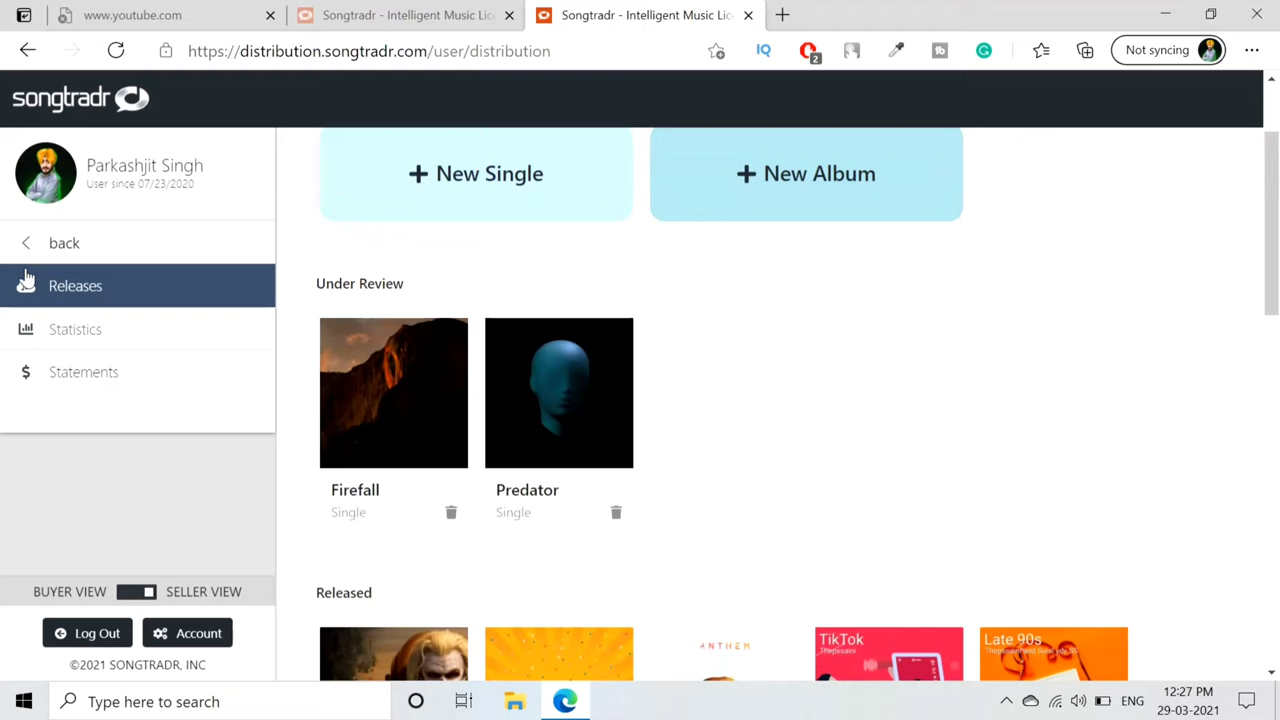 www.youtube.com
Songtradr - Intelligent Music Lic
Songtradr - Intelligent Music Lic
https://distribution.songtradr.com/user/distribution
IQ
2
tb
Not syncing
songtradr
Parkashjit Singh
User since 07/23/2020
back
Releases
Statistics
$ Statements
+ New Single
+ New Album
Under Review
Firefall
Single
Predator
Single
Released
ANTHEM
TikTok
Late 90s
BUYER VIEW
SELLER VIEW
Log Out
Account
©2021 SONGTRADR, INC
Type here to search
ENG
12:27 PM
29-03-2021